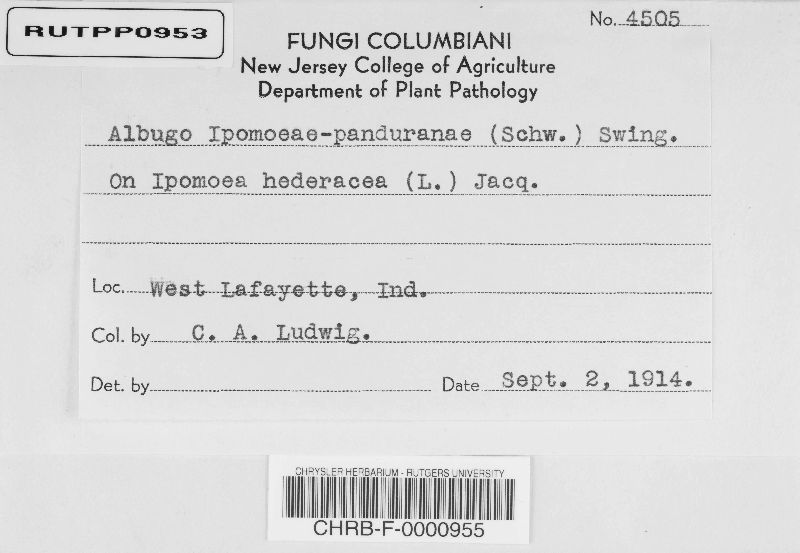 RUTPP0953
No. 4505
FUNGI COLUMBIANI
New Jersey College of Agriculture
Department of Plant Pathology
Albugo Ipomoeae-panduranae (Schw.) Swing.
On Ipomoea hederacea (L.) Jacq.
Loc. West Lafayette, Ind.
Col. by C. A. Ludwig.
Det. by Date Sept. 2, 1914.
CHRYSLER HERBARIUM - RUTGERS UNIVERSITY
CHRB-F-0000955